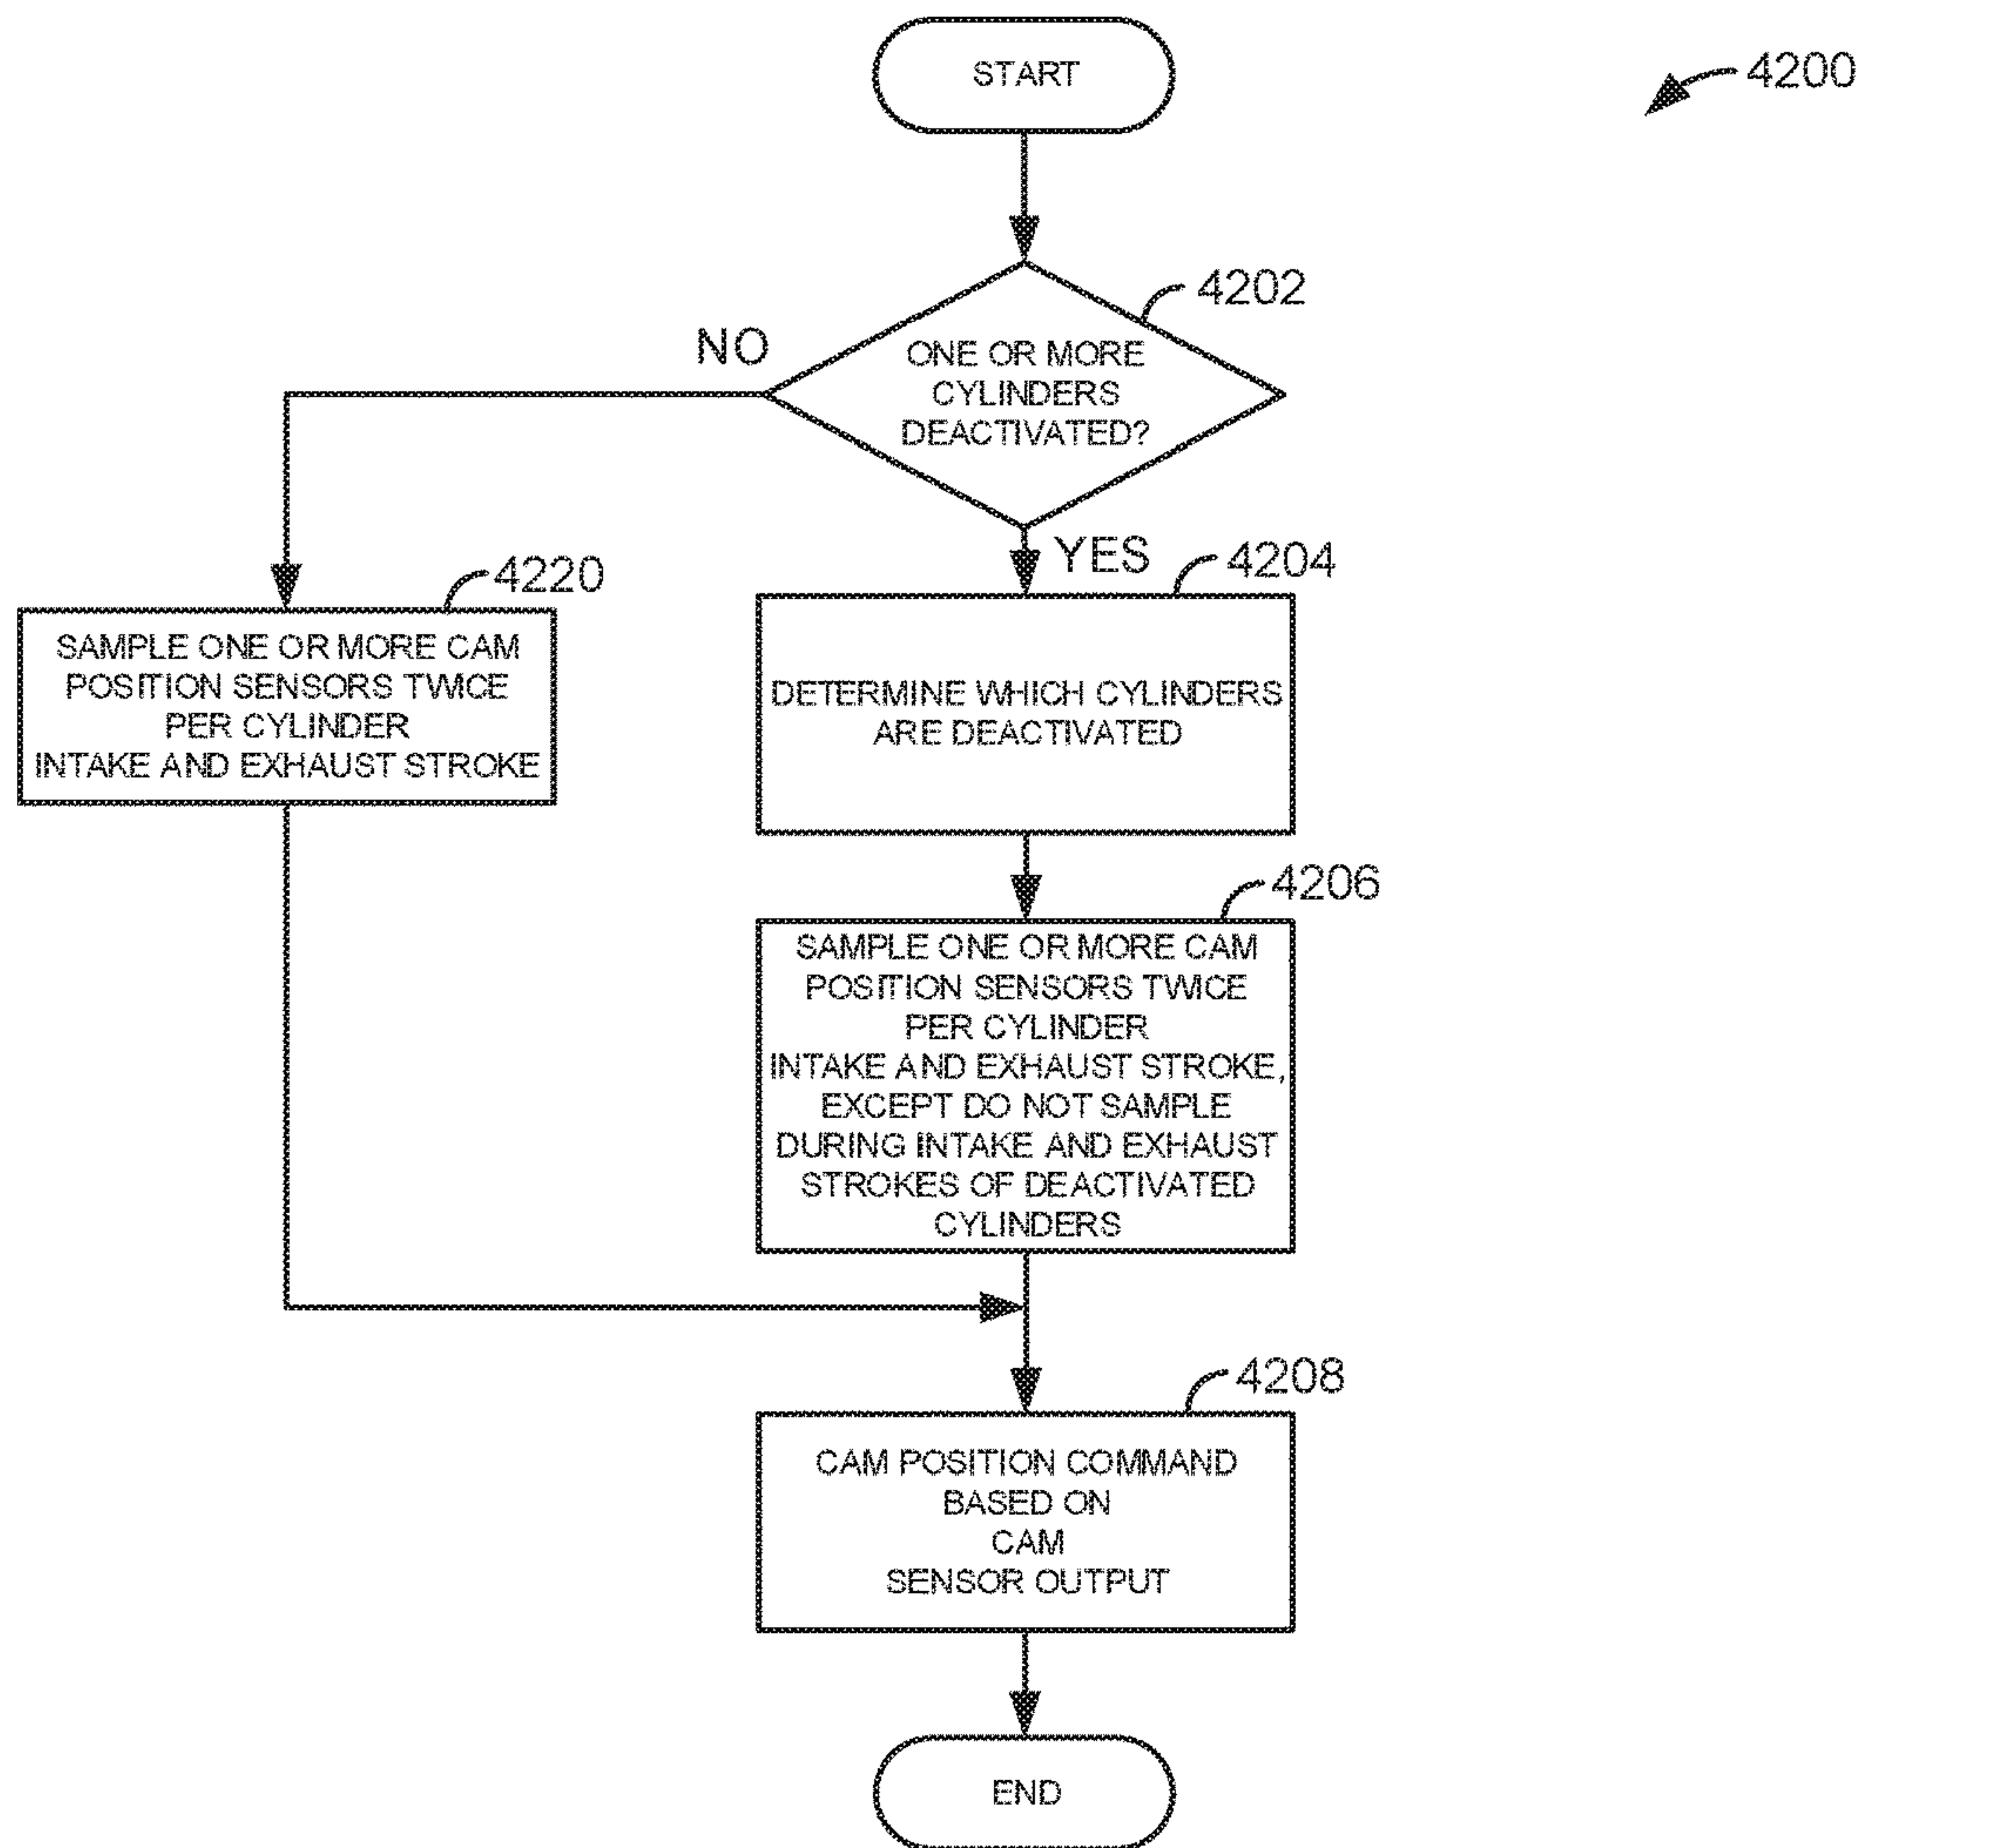 START
4200
4202
ONE OR MORE
CYLINDERS
DEACTIVATED?
NO
YES
4220
SAMPLE ONE OR MORE CAM
POSITION SENSORS TWICE
PER CYLINDER
INTAKE AND EXHAUST STROKE
4204
DETERMINE WHICH CYLINDERS
ARE DEACTIVATED
4206
SAMPLE ONE OR MORE CAM
POSITION SENSORS TWICE
PER CYLINDER
INTAKE AND EXHAUST STROKE,
EXCEPT DO NOT SAMPLE
DURING INTAKE AND EXHAUST
STROKES OF DEACTIVATED
CYLINDERS
4208
CAM POSITION COMMAND
BASED ON
CAM
SENSOR OUTPUT
END